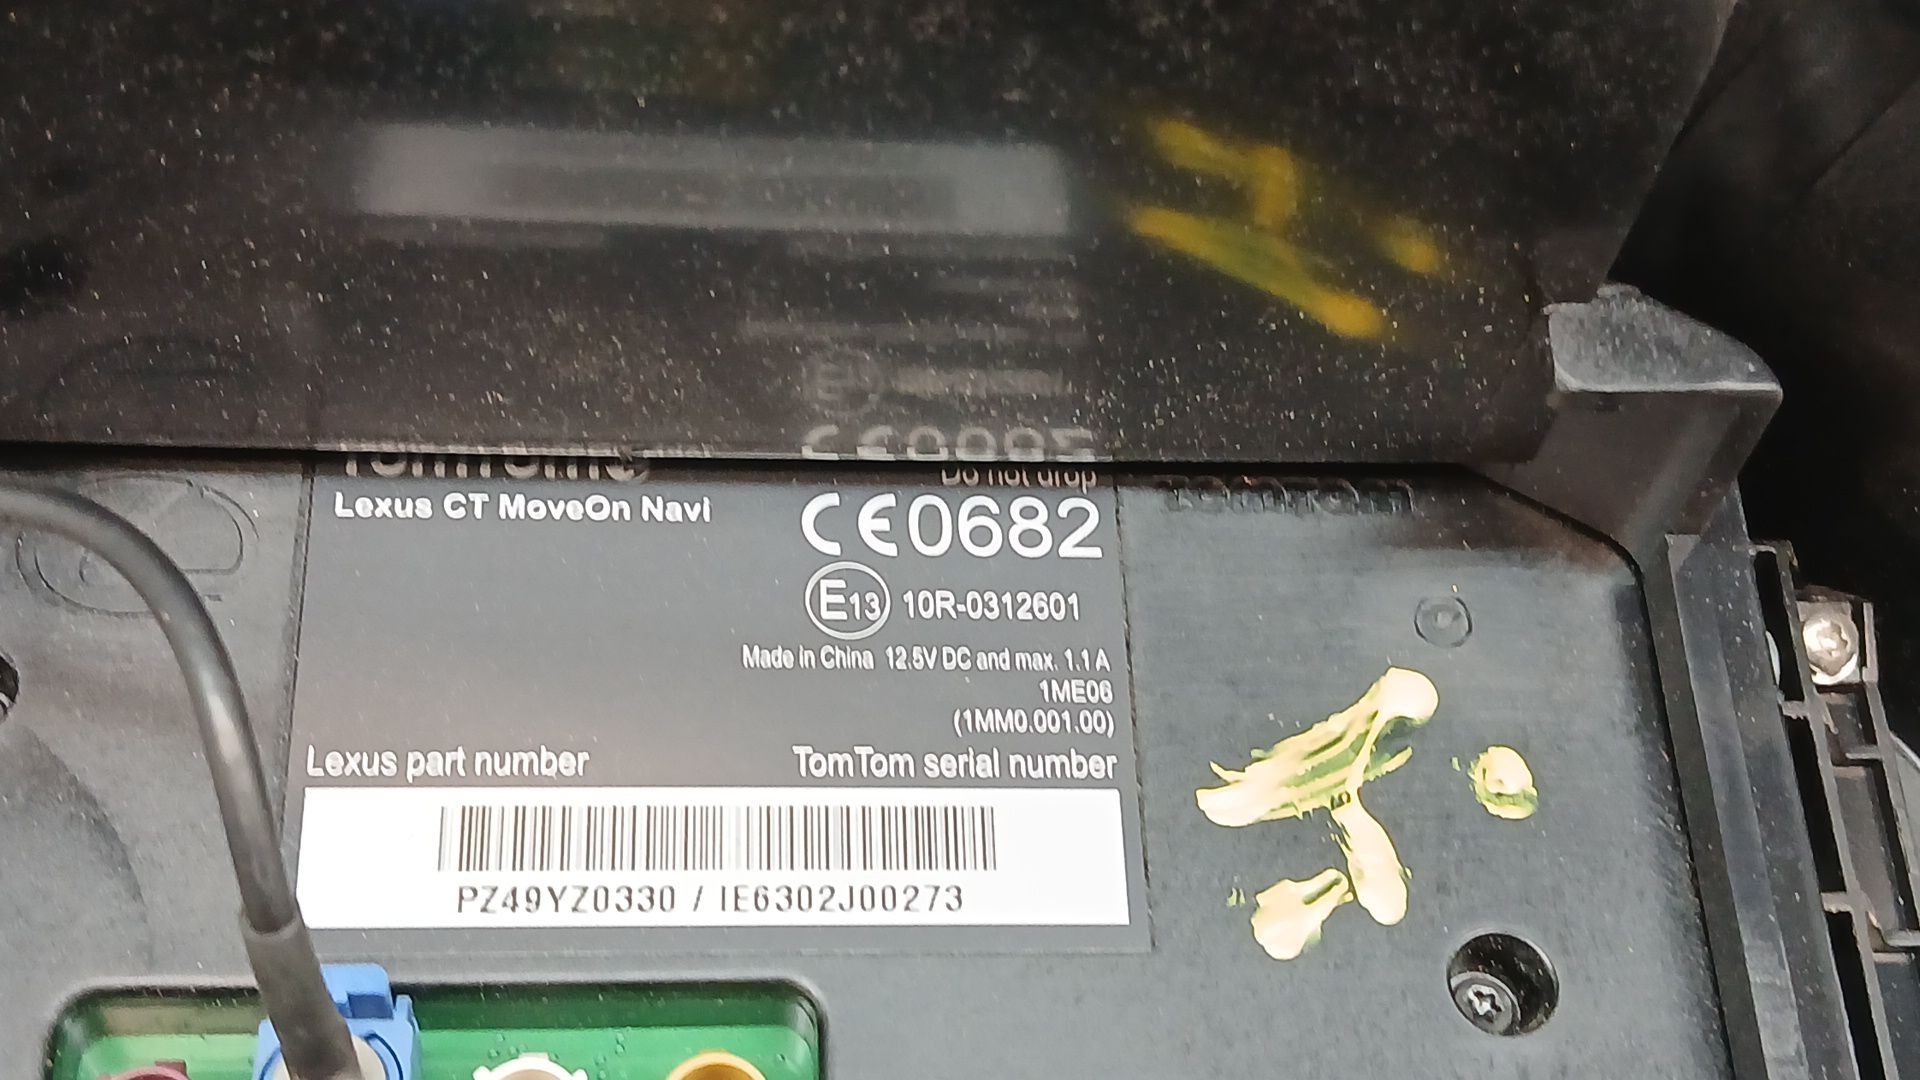 Do not drop
Lexus CT MoveOn Navi
CE0682
E13 10R-0312601
Made in China 12.5V DC and max. 1.1 A
1ME06
(1MM0.001.00)
Lexus part number
TomTom serial number
PZ49YZ0330 / IE6302J00273
TOMTOM